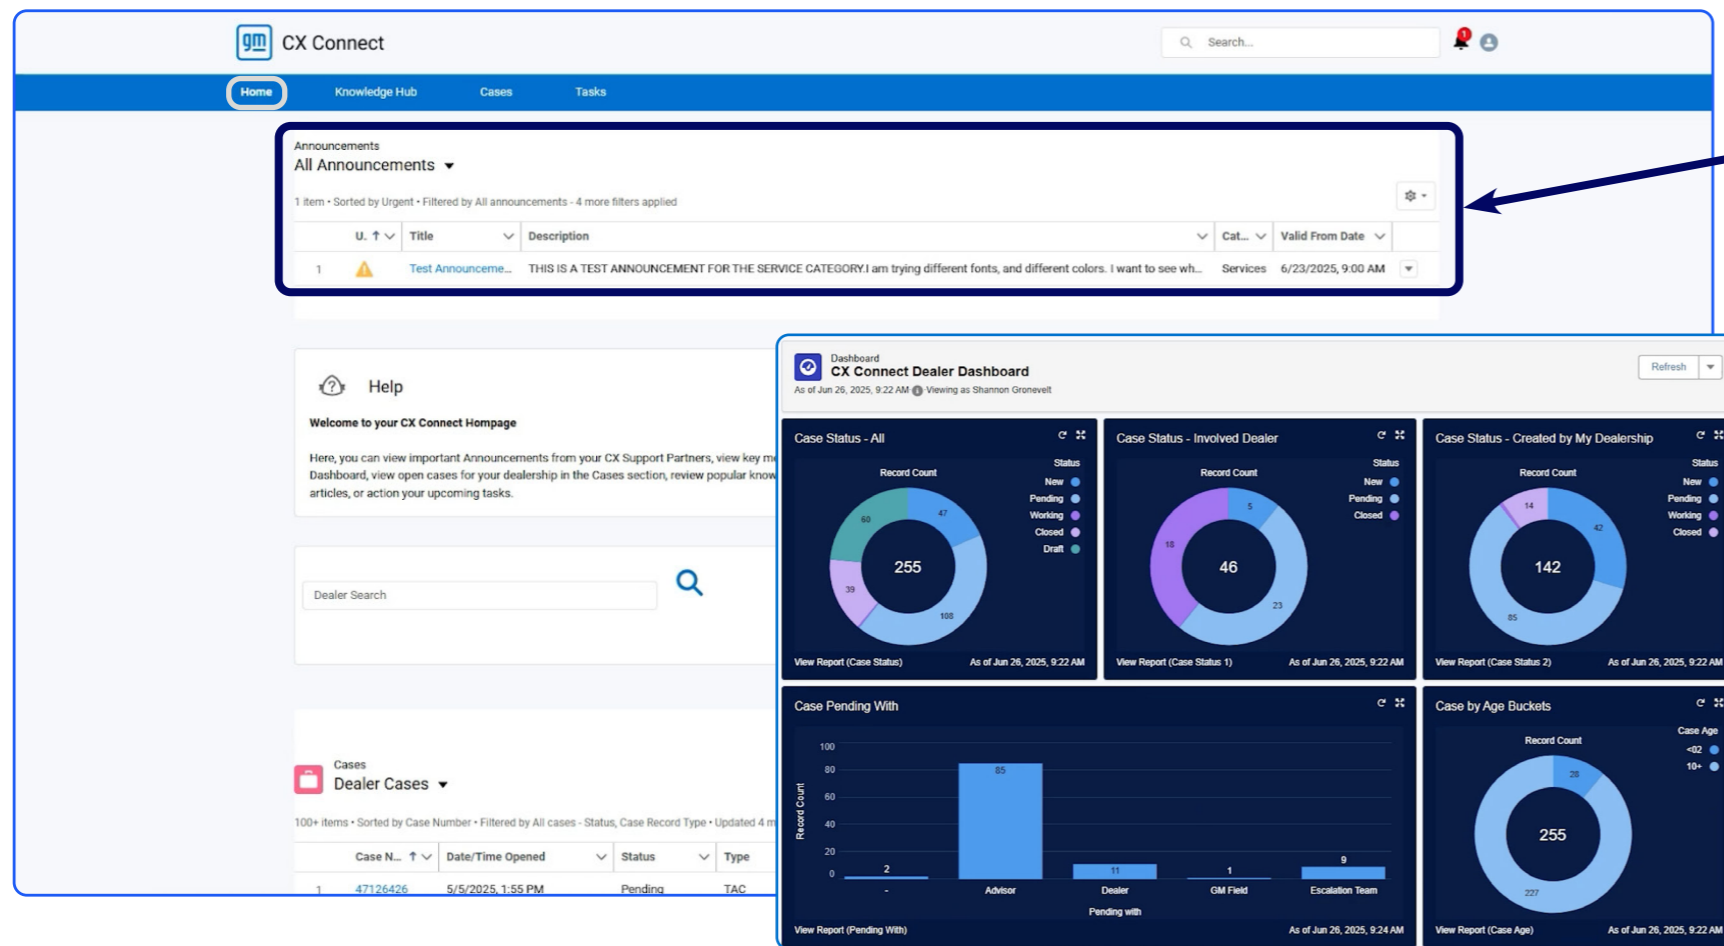 gm CX Connect
Search...
1
Home Knowledge Hub Cases Tasks
Announcements
All Announcements
1 item • Sorted by Urgent • Filtered by All announcements - 4 more filters applied
U. Title Description Cat... Valid From Date
1 Test Announceme... THIS IS A TEST ANNOUNCEMENT FOR THE SERVICE CATEGORY.I am trying different fonts, and different colors. I want to see wh... Services 6/23/2025, 9:00 AM
Help
Welcome to your CX Connect Hompage
Here, you can view important Announcements from your CX Support Partners, view key
Dashboard, view open cases for your dealership in the Cases section, review popular know
articles, or action your upcoming tasks.
Dealer Search
Cases
Dealer Cases
100+ items • Sorted by Case Number • Filtered by All cases - Status, Case Record Type • Updated 4 m
Case N... Date/Time Opened Status Type
1 47126426 5/5/2025, 1:55 PM Pending TAC
Dashboard
CX Connect Dealer Dashboard
As of Jun 26, 2025, 9:22 AM Viewing as Shannon Gronevelt
Refresh
Case Status - All
Record Count
Status
New
Pending
Working
Closed
Draft
60
47
255
39
108
View Report (Case Status) As of Jun 26, 2025, 9:22 AM
Case Status - Involved Dealer
Record Count
Status
New
Pending
Closed
5
18
46
23
View Report (Case Status 1) As of Jun 26, 2025, 9:22 AM
Case Status - Created by My Dealership
Record Count
Status
New
Pending
Working
Closed
14
42
142
85
View Report (Case Status 2) As of Jun 26, 2025, 9:22 AM
Case Pending With
Record Count
100
80
60
40
20
0
2
85
11
1
9
- Advisor Dealer GM Field Escalation Team
Pending with
View Report (Pending With) As of Jun 26, 2025, 9:24 AM
Case by Age Buckets
Record Count
Case Age
<02
10+
28
255
227
View Report (Case Age) As of Jun 26, 2025, 9:22 AM